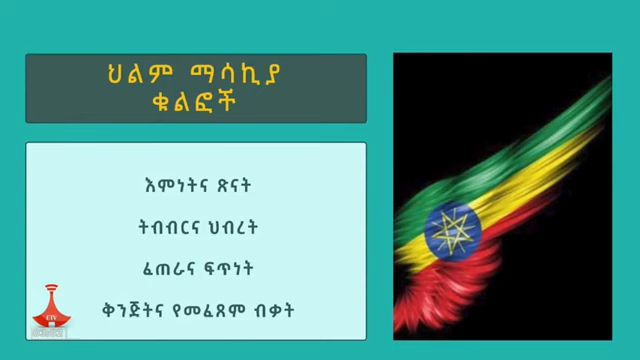 ህልም ማሳኪያ
ቁልፎች
እምነትና ጽናት
ትብብርና ህብረት
ፈጠራና ፍጥነት
ቅንጅትና የመፈጸም ብቃት
ETV